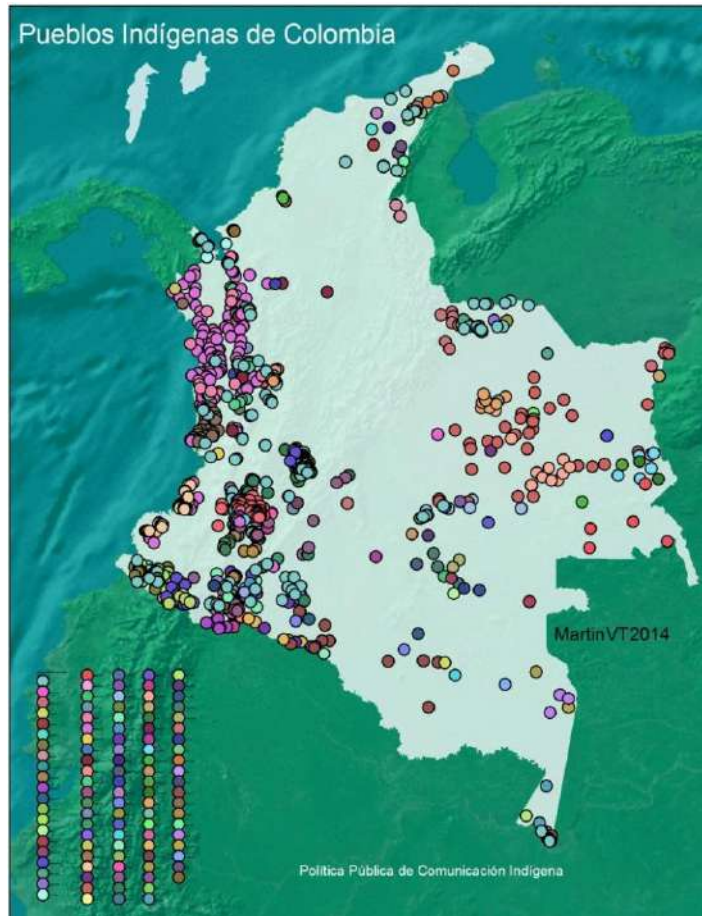 Pueblos Indígenas de Colombia
MartinVT2014
Política Pública de Comunicación Indígena